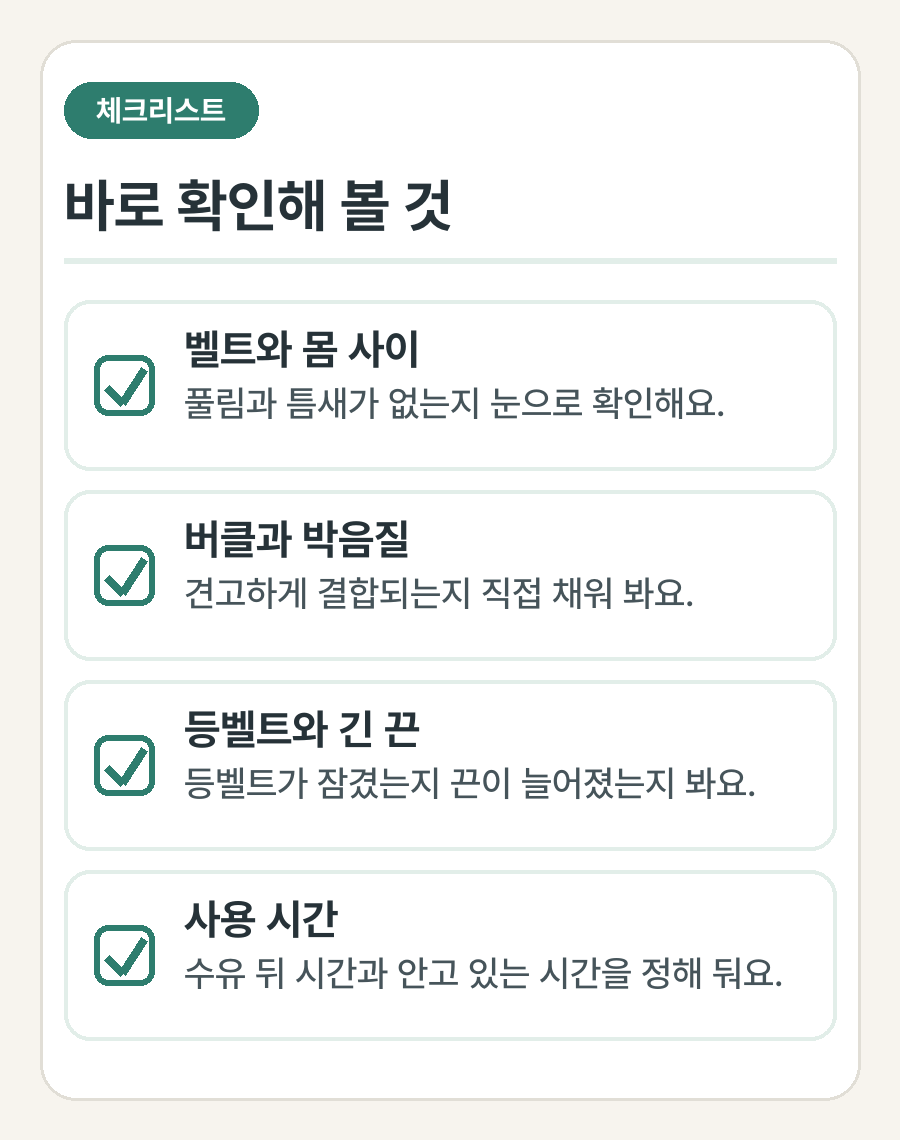 체크리스트
바로 확인해 볼 것
벨트와 몸 사이
풀림과 틈새가 없는지 눈으로 확인해요.
버클과 박음질
견고하게 결합되는지 직접 채워 봐요.
등벨트와 긴 끈
등벨트가 잠겼는지 끈이 늘어졌는지 봐요.
사용 시간
수유 뒤 시간과 안고 있는 시간을 정해 둬요.